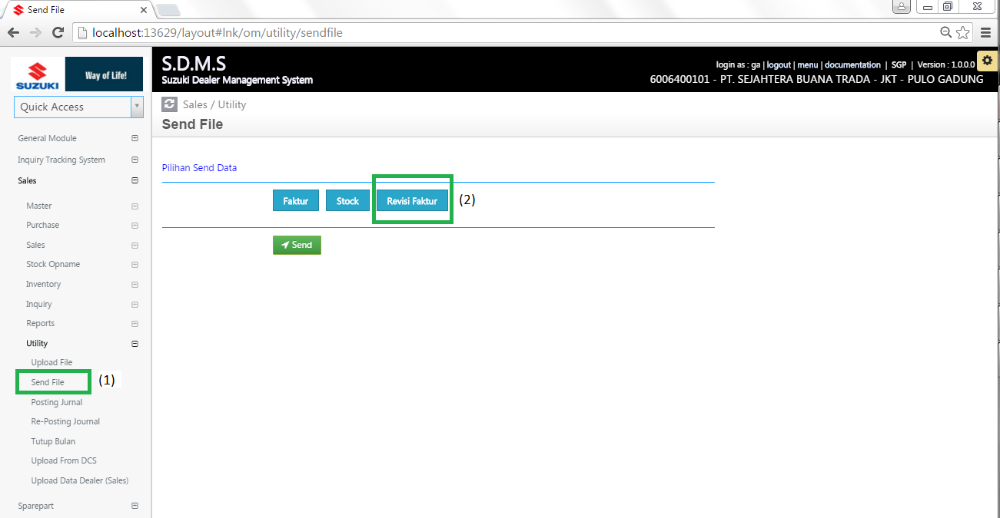 Send File
localhost:13629/layout#lnk/om/utility/sendfile
SUZUKI
Way of Life!
S.D.M.S
Suzuki Dealer Management System
login as : ga | logout | menu | documentation | SGP | Version : 1.0.0.0
6006400101 - PT. SEJAHTERA BUANA TRADA - JKT - PULO GADUNG
Quick Access
Sales / Utility
Send File
General Module
Inquiry Tracking System
Sales
Master
Purchase
Sales
Stock Opname
Inventory
Inquiry
Reports
Utility
Upload File
Send File (1)
Posting Jurnal
Re-Posting Journal
Tutup Bulan
Upload From DCS
Upload Data Dealer (Sales)
Sparepart
Pilihan Send Data
Faktur Stock Revisi Faktur (2)
Send